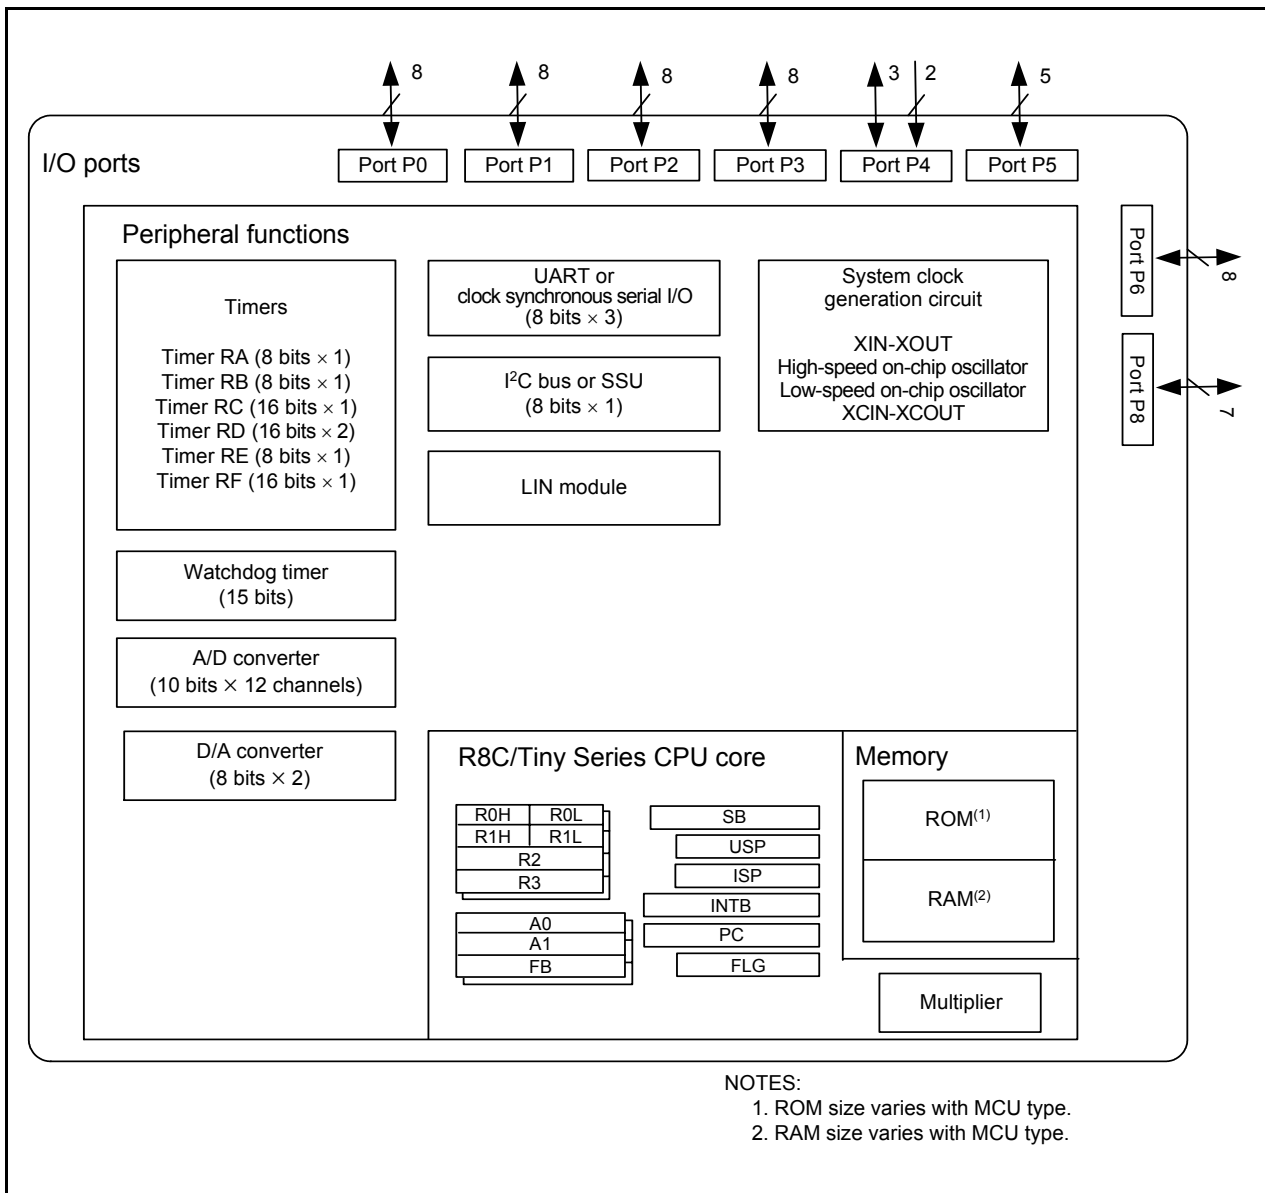 8 8 8 8 3 2 5
I/O ports
Port P0 Port P1 Port P2 Port P3 Port P4 Port P5
Port P6
8
Port P8
7
Peripheral functions
Timers
Timer RA (8 bits × 1)
Timer RB (8 bits × 1)
Timer RC (16 bits × 1)
Timer RD (16 bits × 2)
Timer RE (8 bits × 1)
Timer RF (16 bits × 1)
UART or
clock synchronous serial I/O
(8 bits × 3)
I²C bus or SSU
(8 bits × 1)
LIN module
System clock
generation circuit
XIN-XOUT
High-speed on-chip oscillator
Low-speed on-chip oscillator
XCIN-XCOUT
Watchdog timer
(15 bits)
A/D converter
(10 bits × 12 channels)
D/A converter
(8 bits × 2)
R8C/Tiny Series CPU core
R0H R0L
R1H R1L
R2
R3
A0
A1
FB
SB
USP
ISP
INTB
PC
FLG
Memory
ROM(1)
RAM(2)
Multiplier
NOTES:
1. ROM size varies with MCU type.
2. RAM size varies with MCU type.